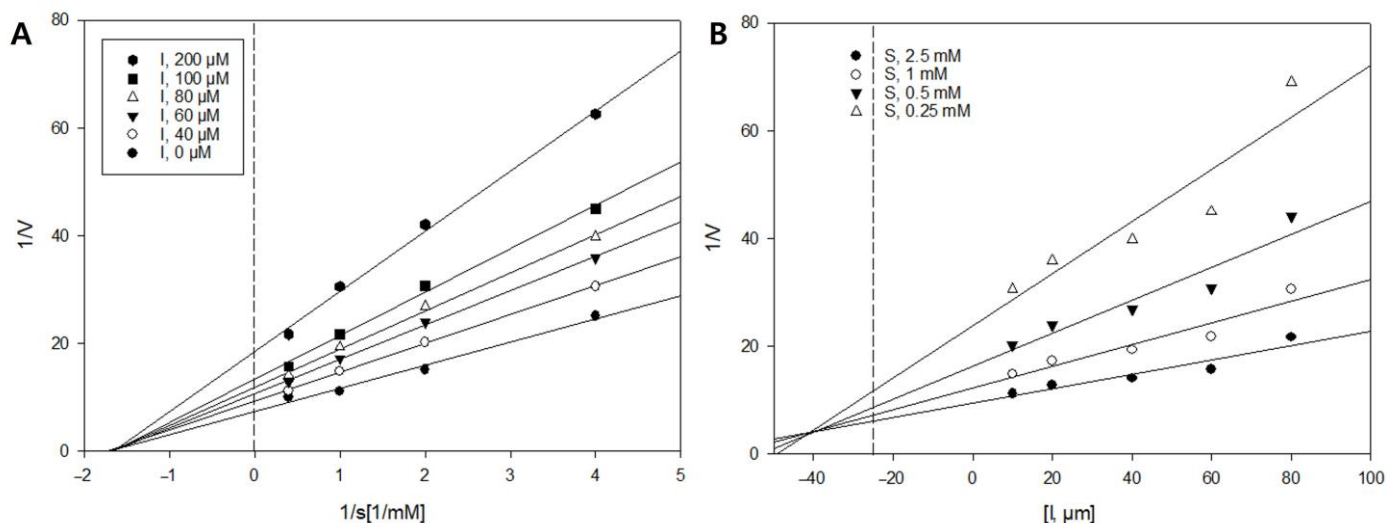 A
I, 200 µM
I, 100 µM
I, 80 µM
I, 60 µM
I, 40 µM
I, 0 µM
80
60
40
20
0
1/V
–2 –1 0 1 2 3 4 5
1/s[1/mM]
B
S, 2.5 mM
S, 1 mM
S, 0.5 mM
S, 0.25 mM
80
60
40
20
0
1/V
–40 –20 0 20 40 60 80 100
[I, µm]